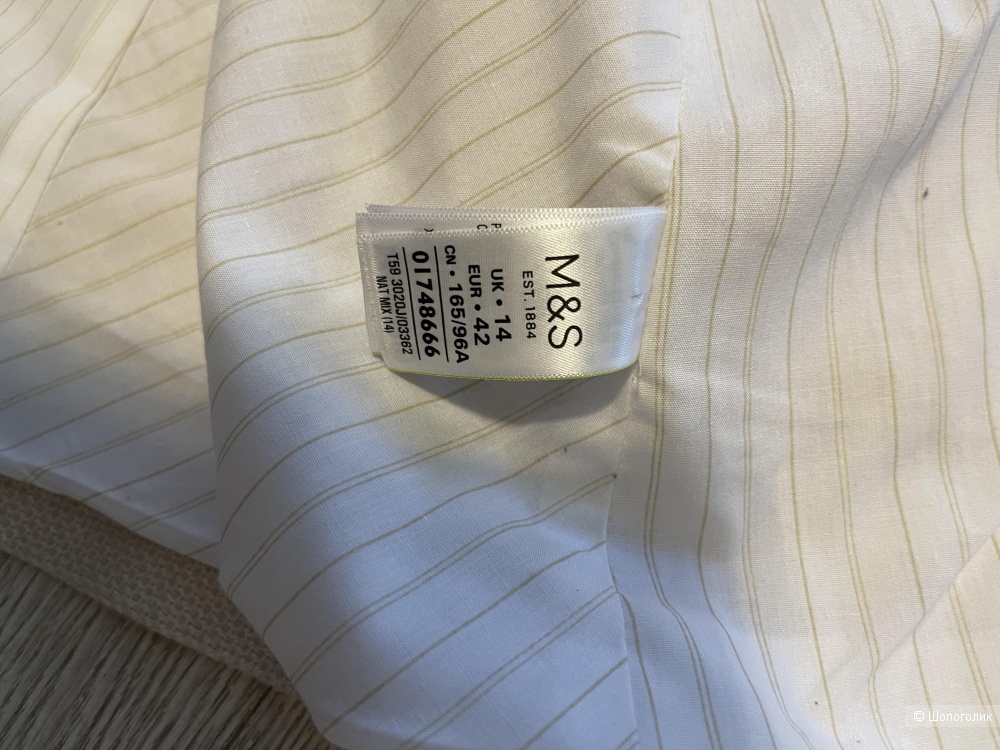 M&S
EST. 1884
UK • 14
EUR • 42
CN • 165/96A
01748666
T59 3020J/03362
NAT MIX (14)
© Шопоголик